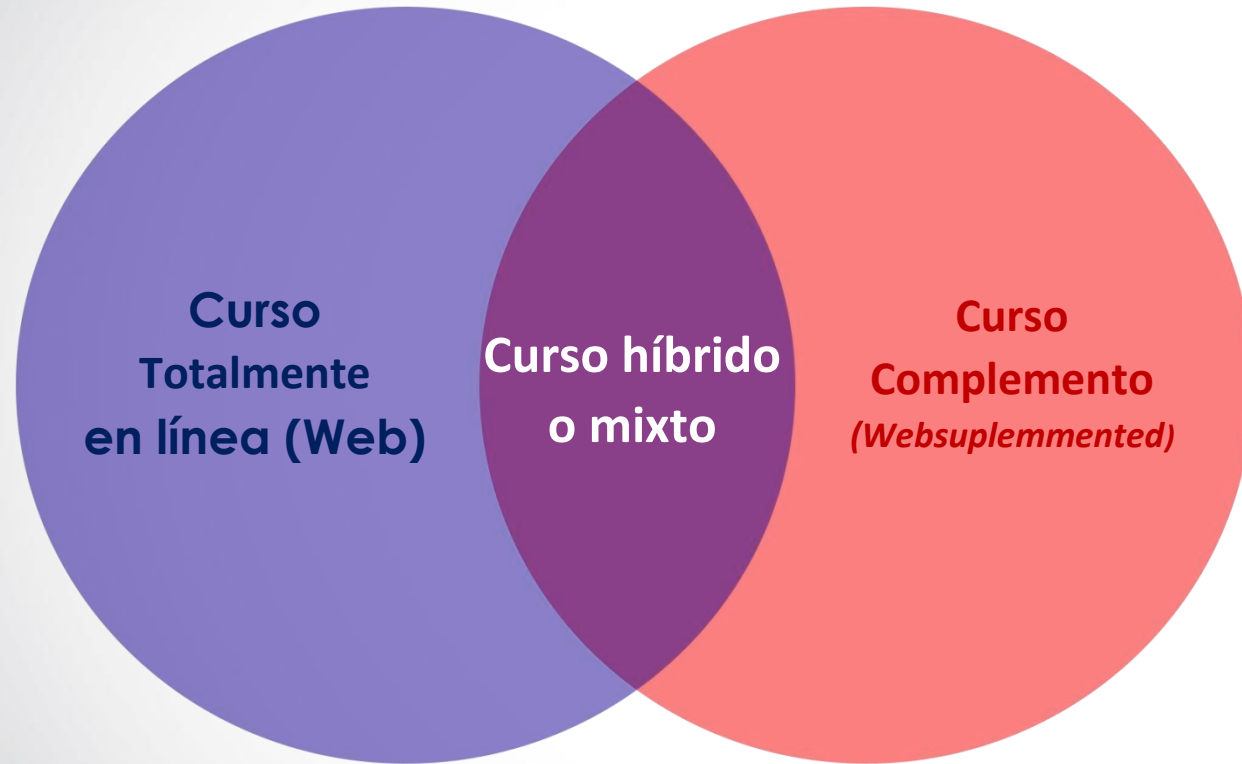 Curso
Totalmente
en línea (Web)
Curso híbrido
o mixto
Curso
Complemento
(Websuplemmented)